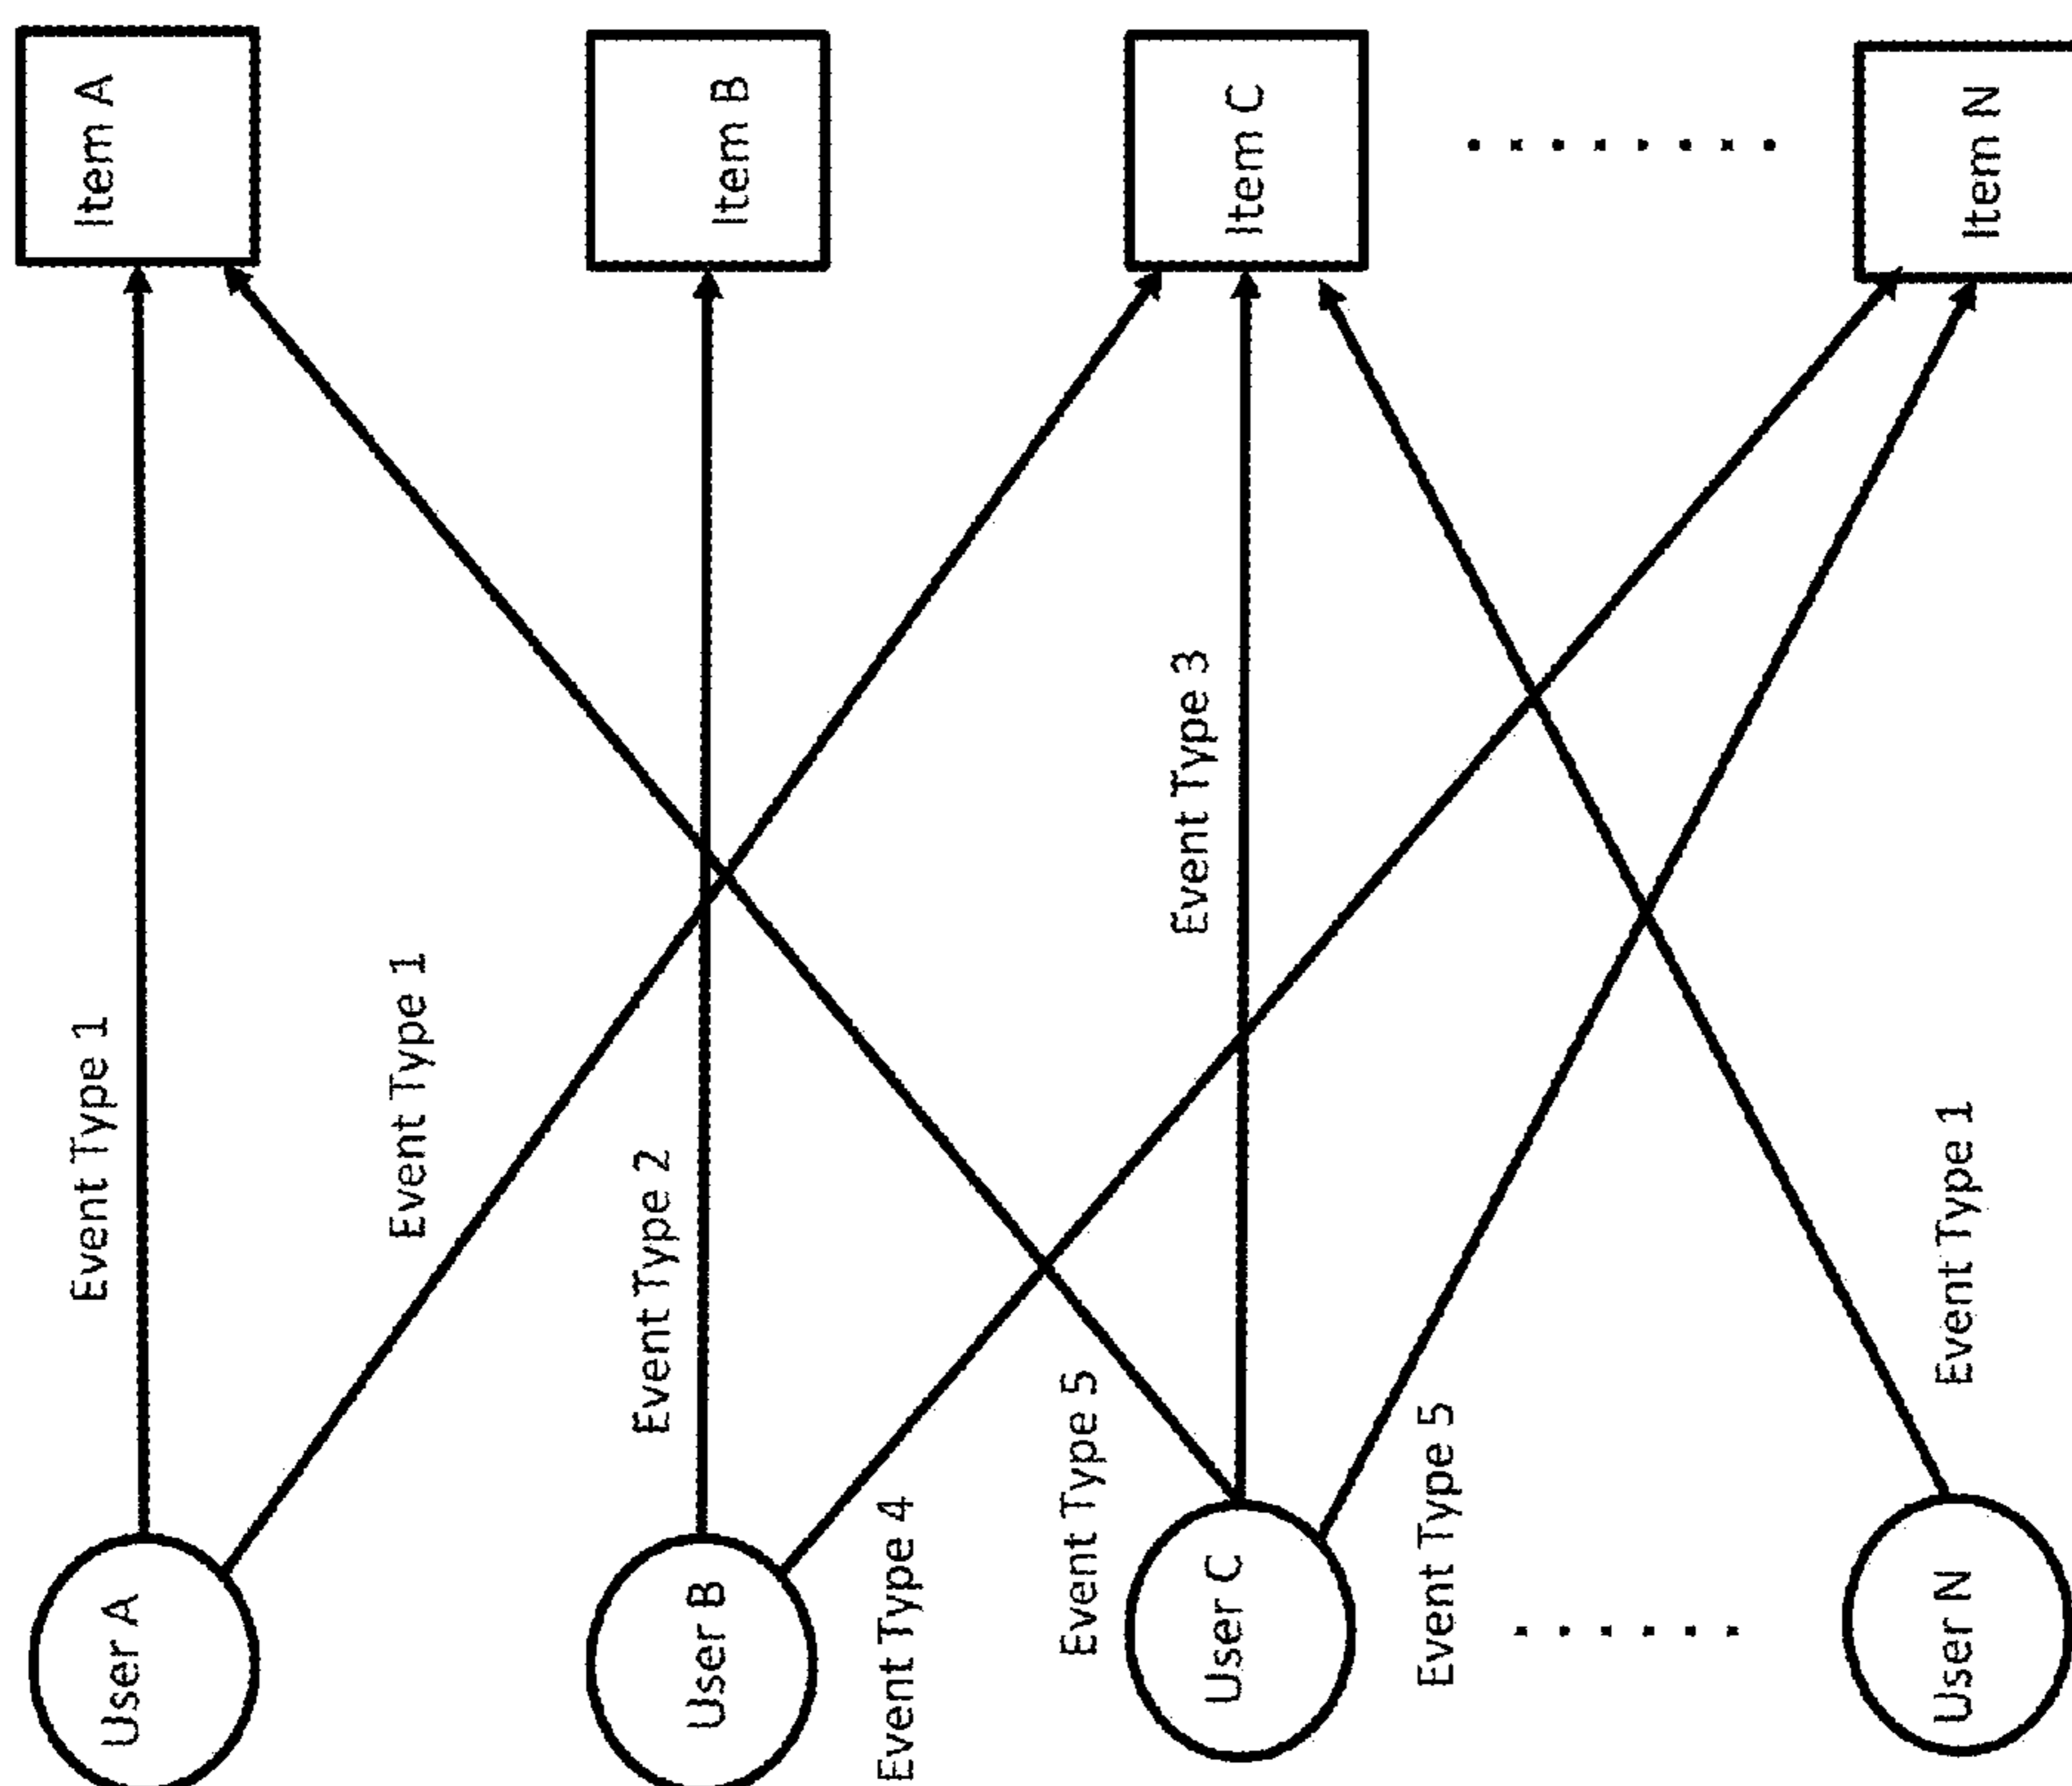 User A
Event Type 1
Item A
Event Type 1
User B
Event Type 2
Item B
Event Type 4
Event Type 5
User C
Event Type 3
Item C
Event Type 5
User N
Event Type 1
Item N